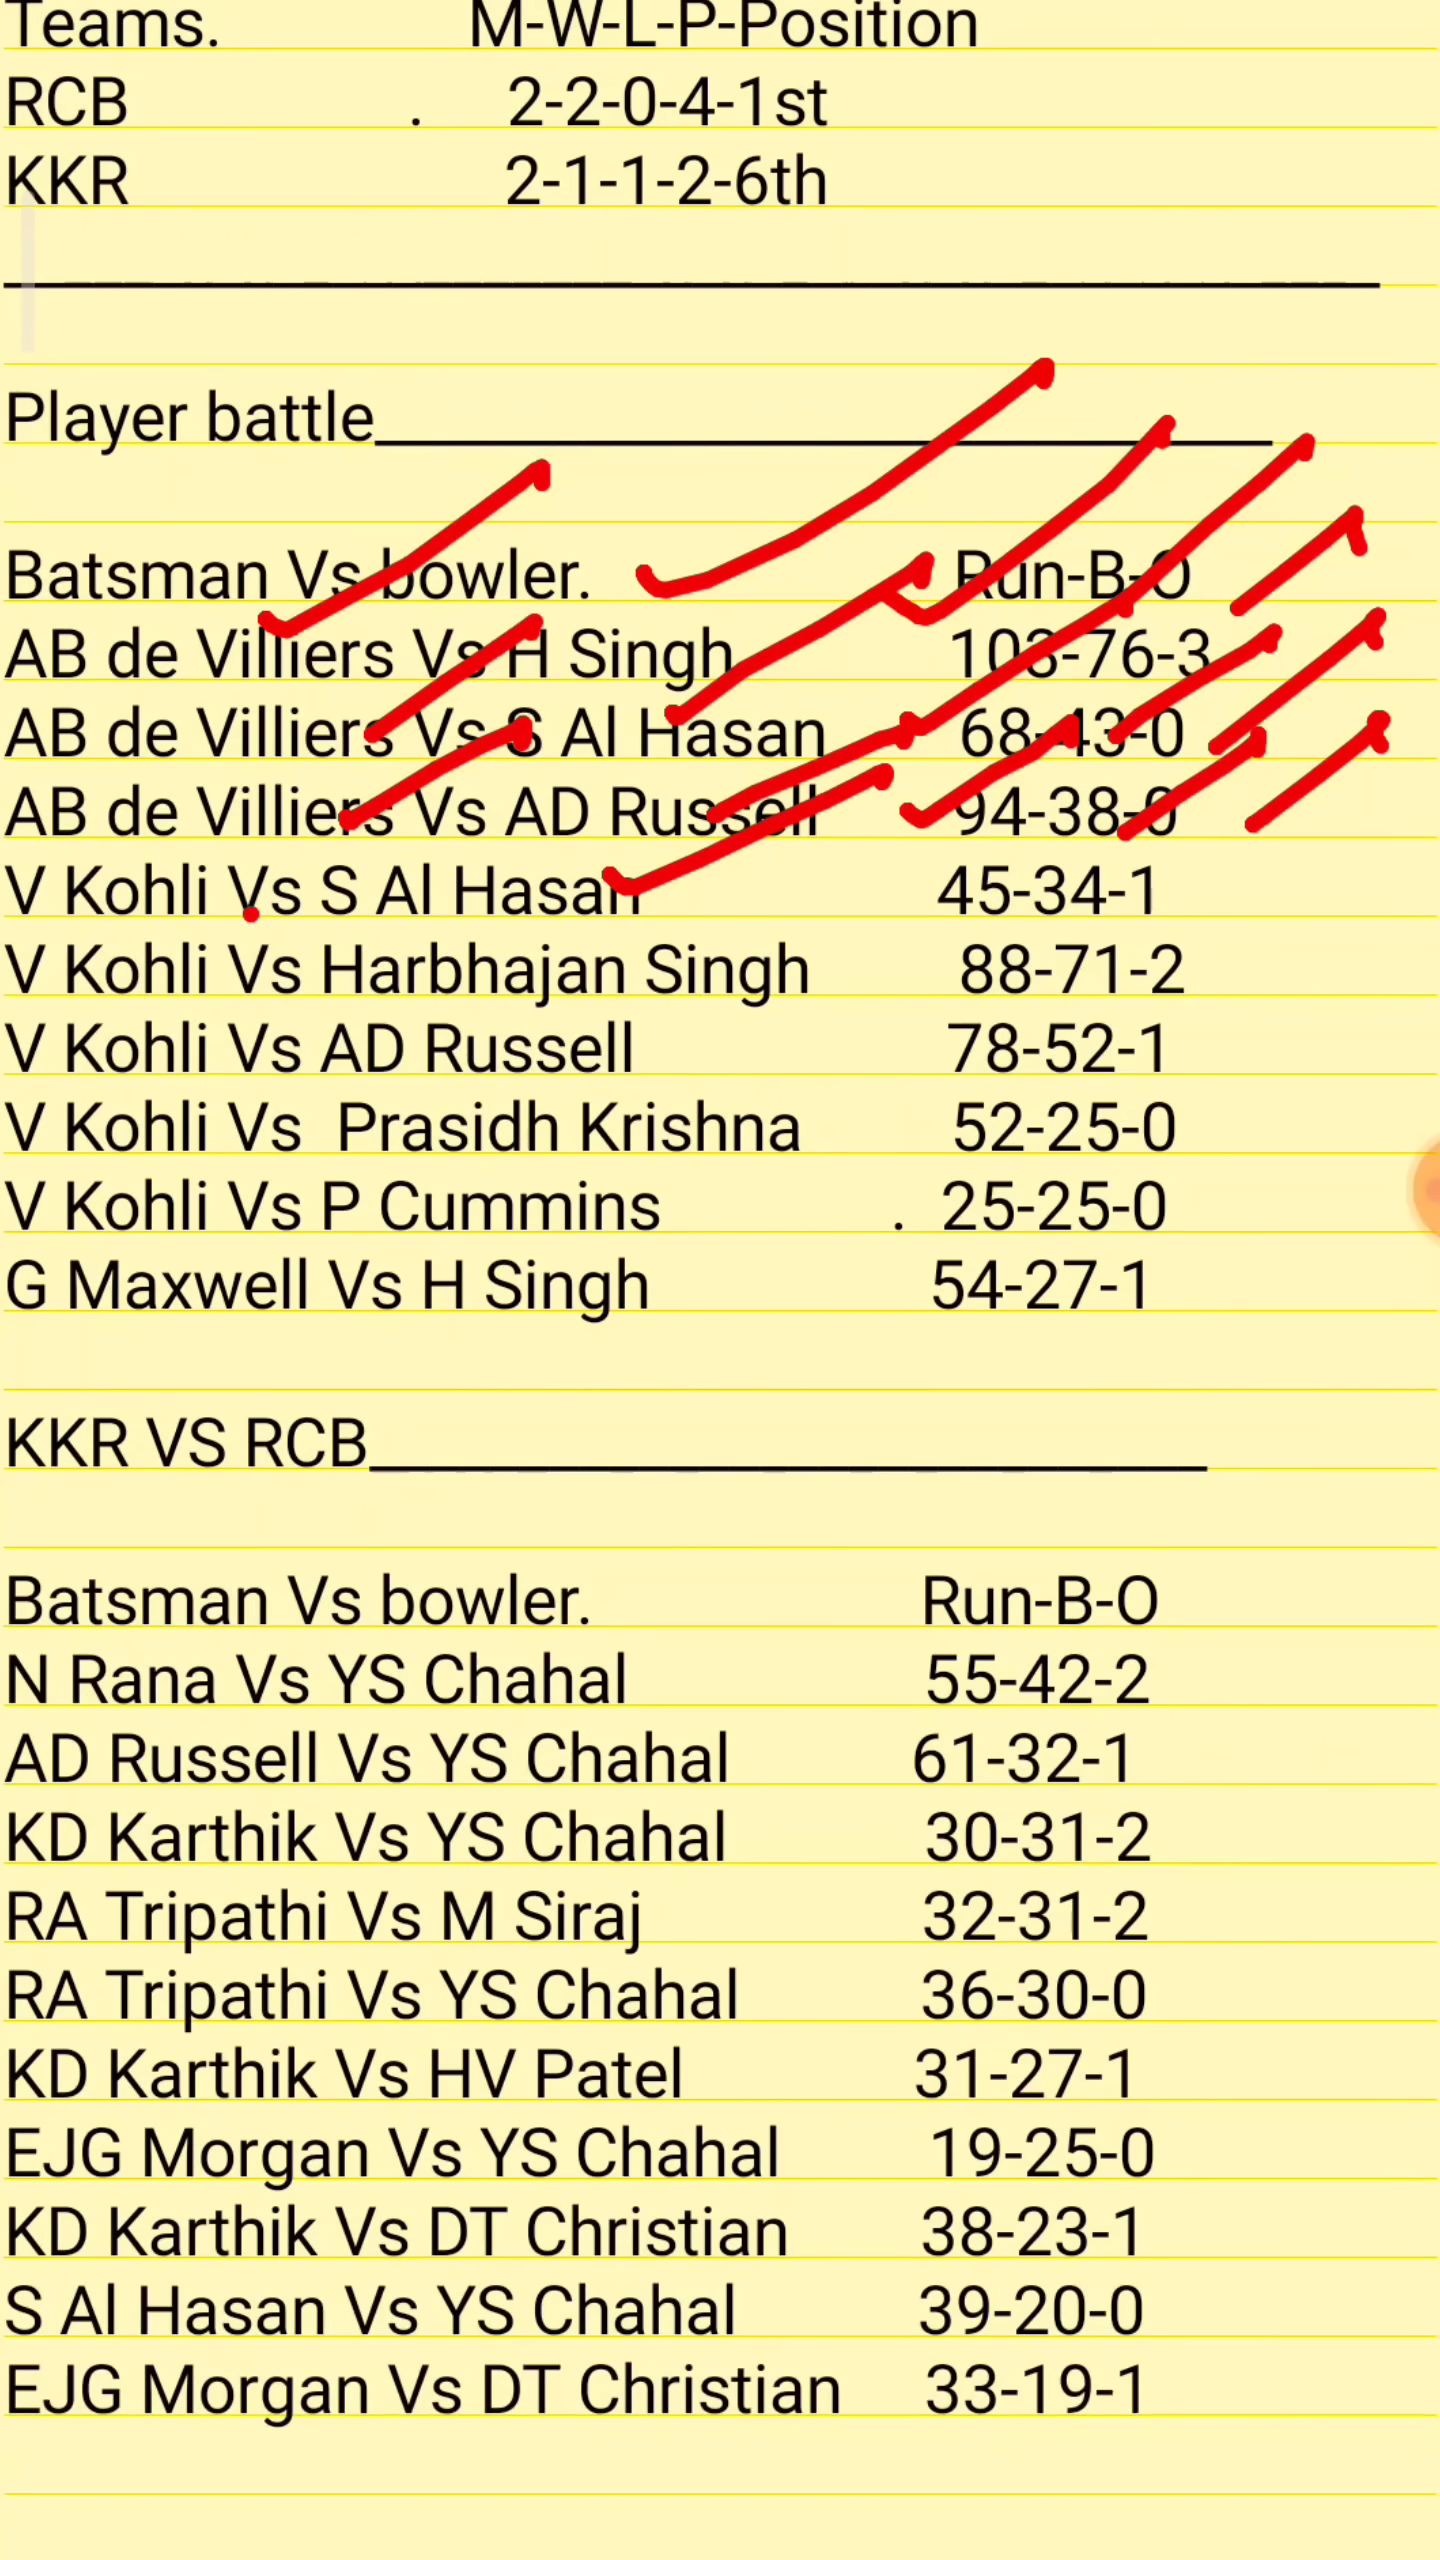 Teams. M-W-L-P-Position
RCB . 2-2-0-4-1st
KKR 2-1-1-2-6th
Player battle
Batsman Vs bowler. Run-B-O
AB de Villiers Vs H Singh 103-76-3
AB de Villiers Vs S Al Hasan 68-43-0
AB de Villiers Vs AD Russell 94-38-0
V Kohli Vs S Al Hasan 45-34-1
V Kohli Vs Harbhajan Singh 88-71-2
V Kohli Vs AD Russell 78-52-1
V Kohli Vs Prasidh Krishna 52-25-0
V Kohli Vs P Cummins . 25-25-0
G Maxwell Vs H Singh 54-27-1
KKR VS RCB
Batsman Vs bowler. Run-B-O
N Rana Vs YS Chahal 55-42-2
AD Russell Vs YS Chahal 61-32-1
KD Karthik Vs YS Chahal 30-31-2
RA Tripathi Vs M Siraj 32-31-2
RA Tripathi Vs YS Chahal 36-30-0
KD Karthik Vs HV Patel 31-27-1
EJG Morgan Vs YS Chahal 19-25-0
KD Karthik Vs DT Christian 38-23-1
S Al Hasan Vs YS Chahal 39-20-0
EJG Morgan Vs DT Christian 33-19-1